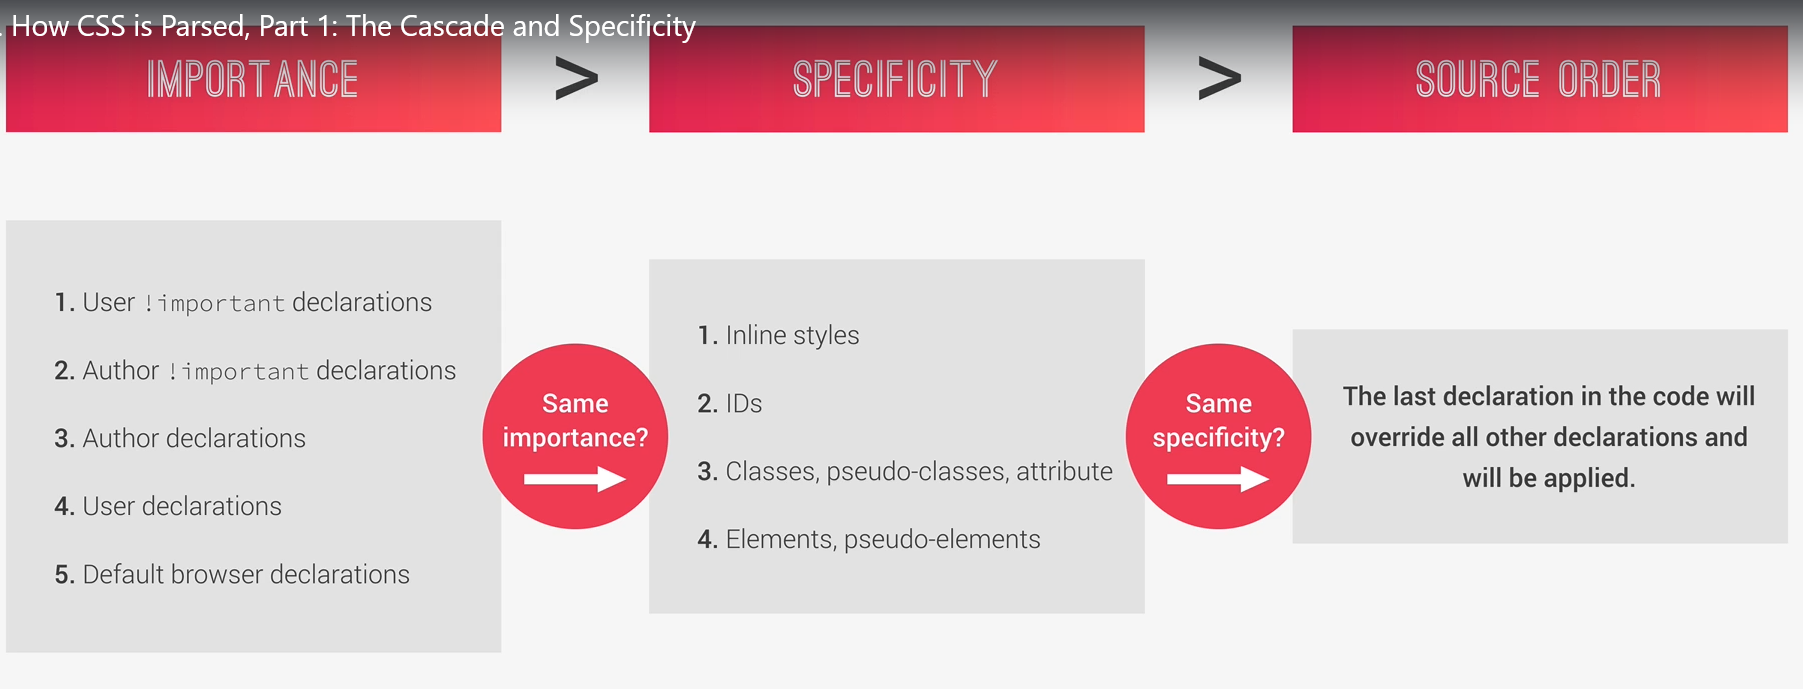 . How CSS is Parsed, Part 1: The Cascade and Specificity
IMPORTANCE
>
SPECIFICITY
>
SOURCE ORDER
1. User !important declarations
2. Author !important declarations
3. Author declarations
4. User declarations
5. Default browser declarations
Same
importance?
1. Inline styles
2. IDs
3. Classes, pseudo-classes, attribute
4. Elements, pseudo-elements
Same
specificity?
The last declaration in the code will
override all other declarations and
will be applied.